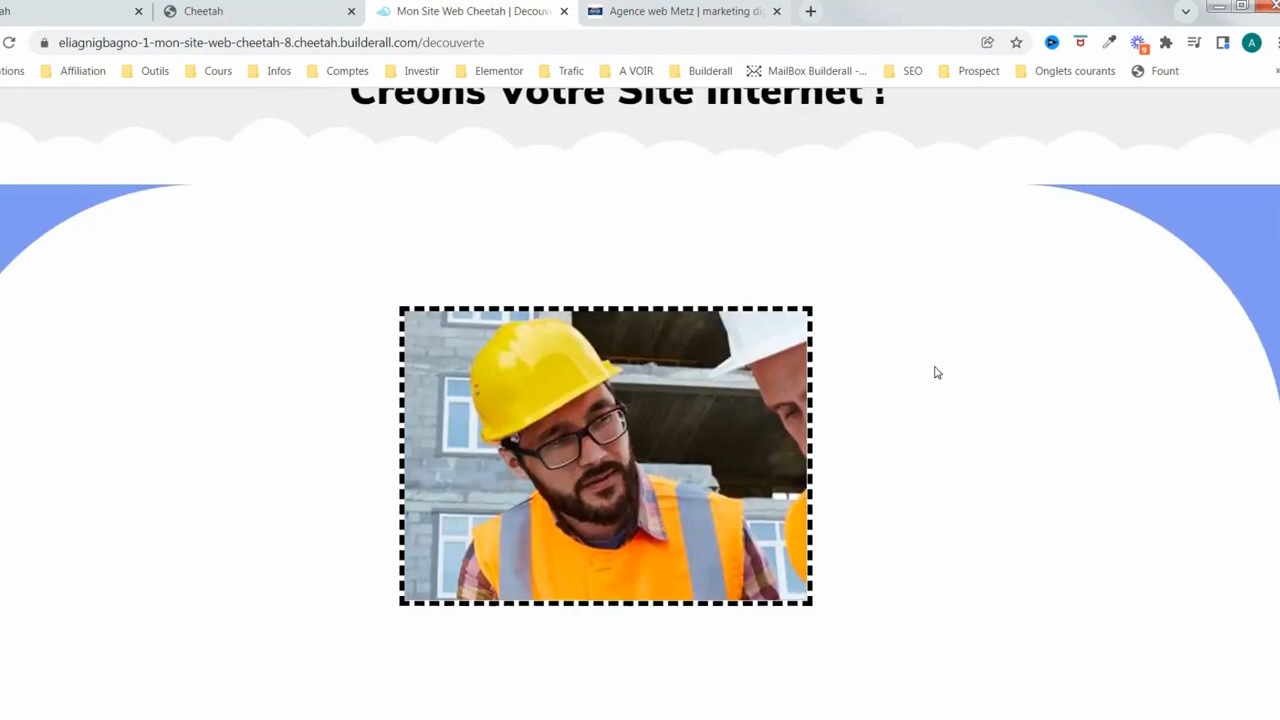 ah
Cheetah
Mon Site Web Cheetah | Decouv
Agence web Metz | marketing di
eliagnigbagno-1-mon-site-web-cheetah-8.cheetah.builderall.com/decouverte
A
9
tions
Affiliation
Outils
Cours
Infos
Comptes
Investir
Elementor
Trafic
A VOIR
Builderall
MailBox Builderall -...
SEO
Prospect
Onglets courants
Fount
Créons Votre Site Internet !